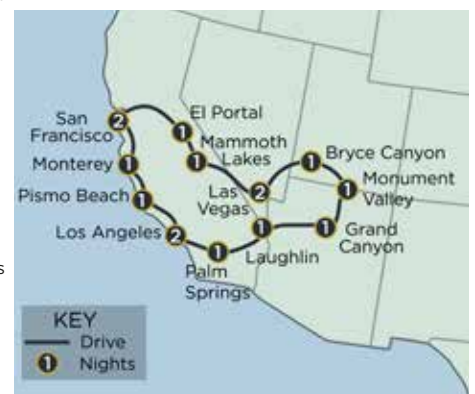 San
Francisco
2
El Portal
1
Mammoth
Lakes
1
Monterey
1
Bryce Canyon
1
Pismo Beach
1
Las
Vegas
2
Monument
Valley
1
Los Angeles
2
Grand
Canyon
1
Laughlin
1
Palm
Springs
1
s
KEY
Drive
1 Nights